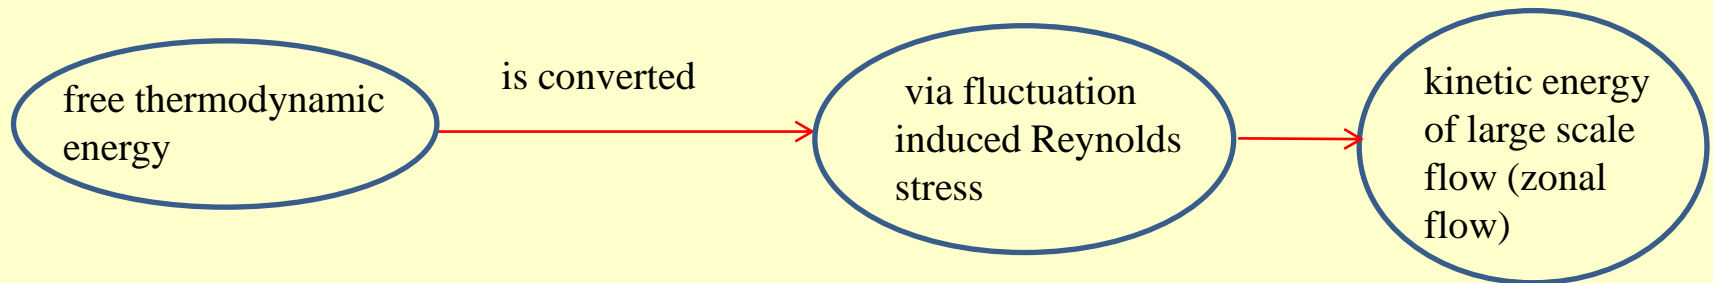 free thermodynamic
energy
is converted
via fluctuation
induced Reynolds
stress
kinetic energy
of large scale
flow (zonal
flow)